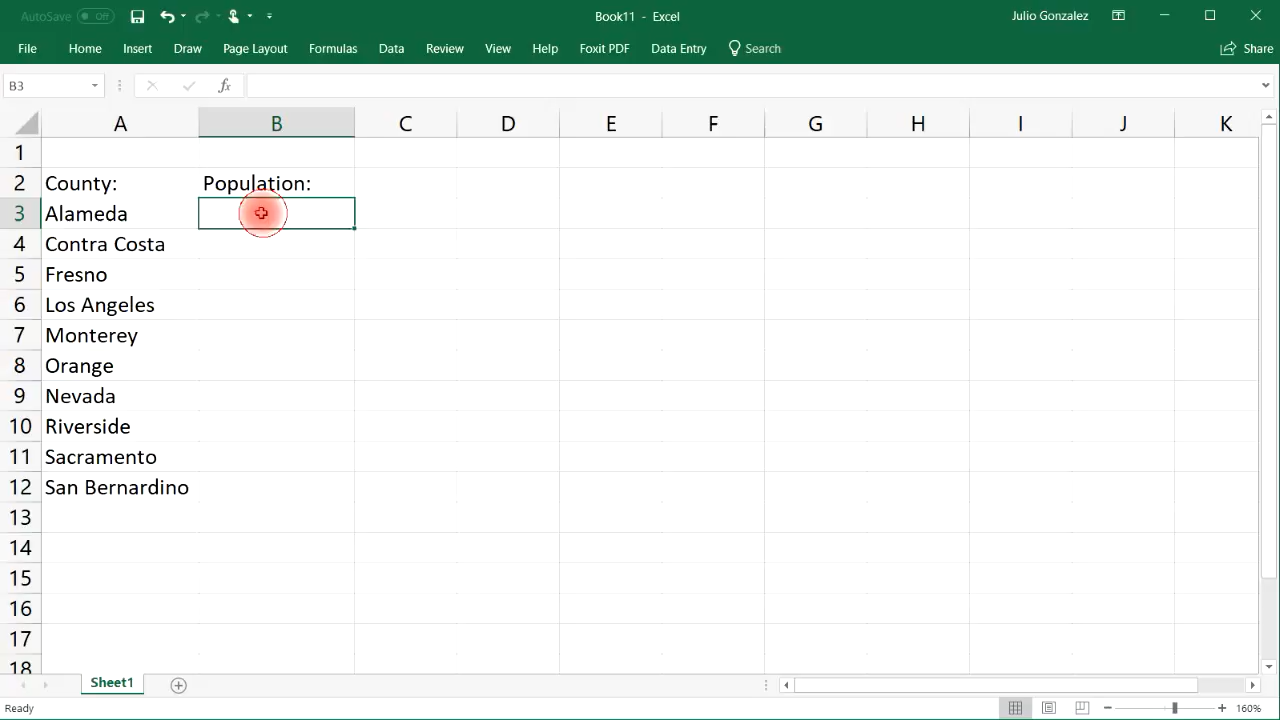 AutoSave Off Book11 - Excel Julio Gonzalez
File Home Insert Draw Page Layout Formulas Data Review View Help Foxit PDF Data Entry Search Share
B3 fx
A B C D E F G H I J K
1
2 County: Population:
3 Alameda
4 Contra Costa
5 Fresno
6 Los Angeles
7 Monterey
8 Orange
9 Nevada
10 Riverside
11 Sacramento
12 San Bernardino
13
14
15
16
17
18
Sheet1
Ready 160%